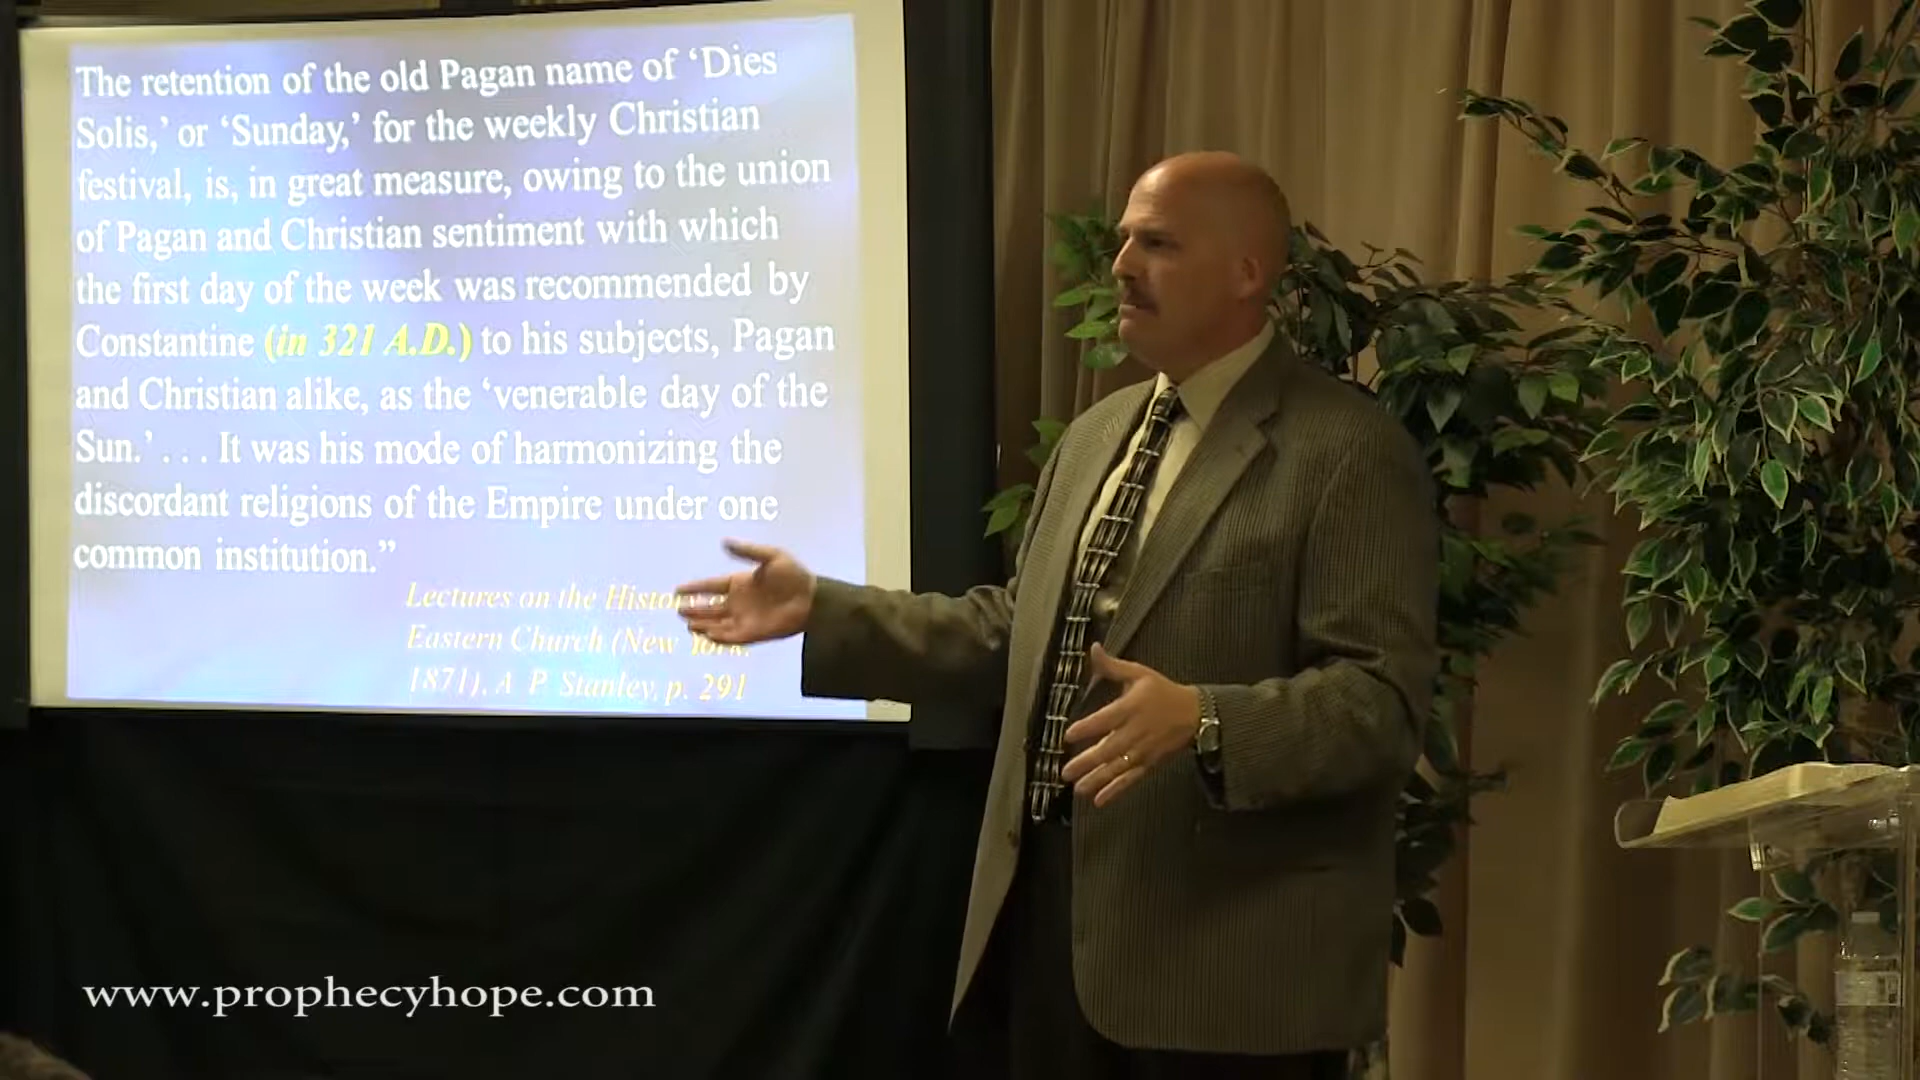 The retention of the old Pagan name of ‘Dies
Solis,’ or ‘Sunday,’ for the weekly Christian
festival, is, in great measure, owing to the union
of Pagan and Christian sentiment with which
the first day of the week was recommended by
Constantine (in 321 A.D.) to his subjects, Pagan
and Christian alike, as the ‘venerable day of the
Sun.’ . . . It was his mode of harmonizing the
discordant religions of the Empire under one
common institution.”
Lectures on the History
Eastern Church (New York:
1871), A P Stanley, p. 291
www.prophecyhope.com